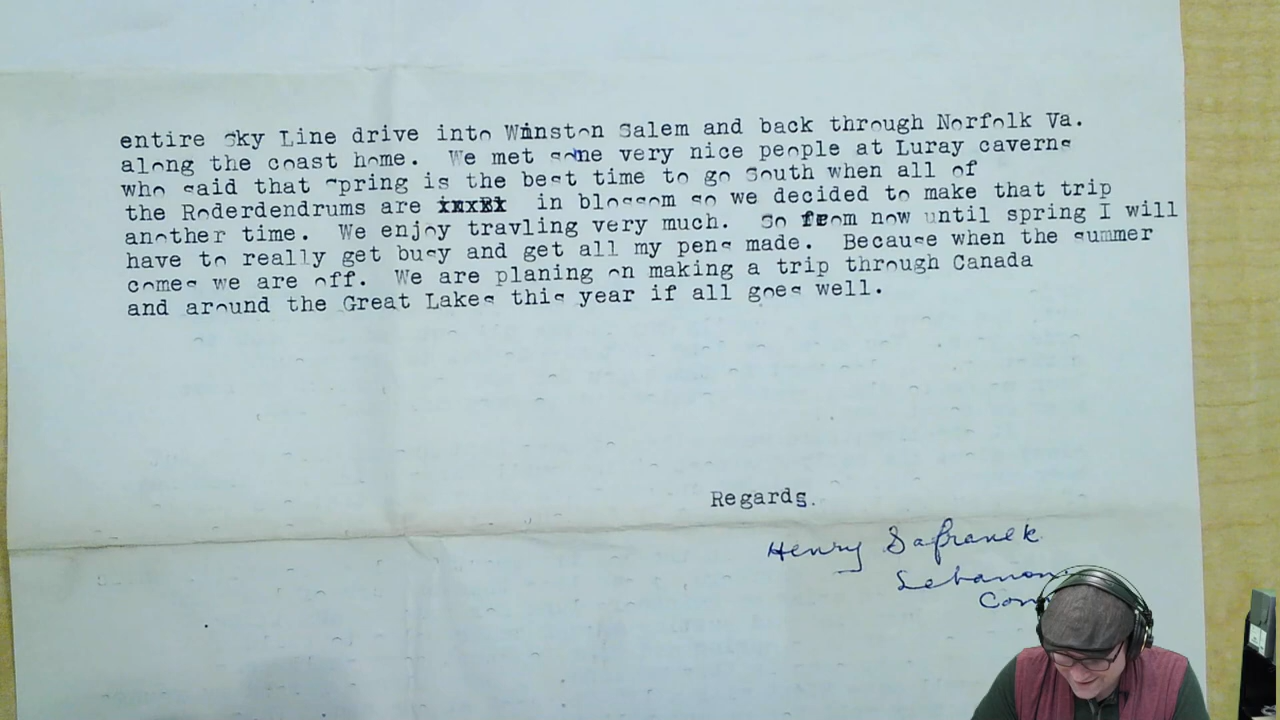 entire Sky Line drive into Winston Salem and back through Norfolk Va.
along the coast home. We met some very nice people at Luray caverns
who said that spring is the best time to go South when all of
the Roderdendrums are inxBl in blossom so we decided to make that trip
another time. We enjoy travling very much. So from now until spring I will
have to really get busy and get all my pens made. Because when the summer
comes we are off. We are planing on making a trip through Canada
and around the Great Lakes this year if all goes well.
Regards.
Henry Safranek
Lebanon